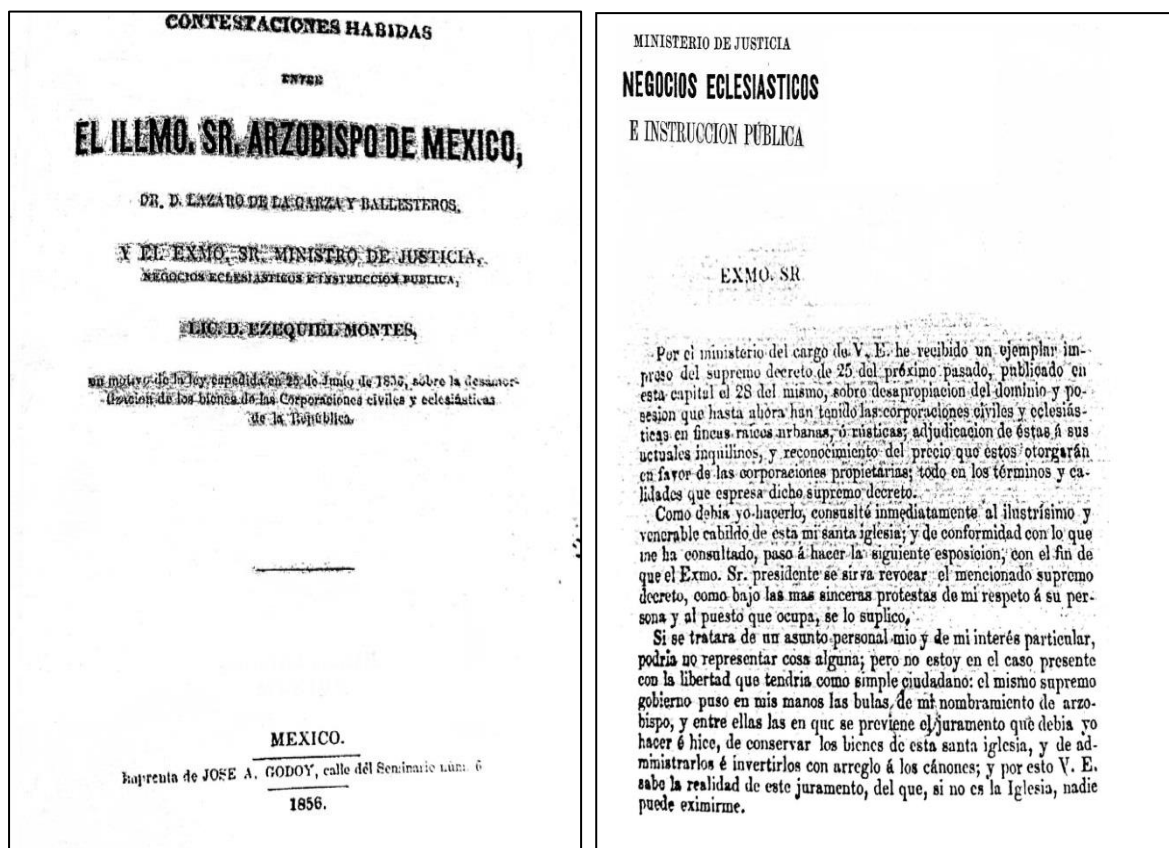 CONTESTACIONES HABIDAS
ENTRE
EL ILLMO. SR. ARZOBISPO DE MEXICO,
DR. D. LAZARO DE LA GARZA Y BALLESTEROS,
Y EL EXMO. SR. MINISTRO DE JUSTICIA,
NEGOCIOS ECLESIASTICOS E INSTRUCCION PUBLICA,
LIC. D. EZEQUIEL MONTES,
motivo de la ley expedida en 25 de Junio de 1856, sobre la desamor-
tizacion de los bienes de las Corporaciones civiles y eclesiásticas
de la República.
MEXICO.
Imprenta de JOSE A. GODOY, calle del Seminario núm. 6
1856.
MINISTERIO DE JUSTICIA
NEGOCIOS ECLESIASTICOS
E INSTRUCCION PÚBLICA
EXMO. SR
Por el ministerio del cargo de V. E. he recibido un ejemplar im-
preso del supremo decreto de 25 del próximo pasado, publicado en
esta capital el 28 del mismo, sobre desapropiacion del dominio y po-
sesion que hasta ahora han tenido las corporaciones civiles y eclesiás-
ticas en fincas raices urbanas, ó rústicas; adjudicacion de éstas á sus
actuales inquilinos, y reconocimiento del precio que estos otorgarán
en favor de las corporaciones propietarias; todo en los términos y ca-
lidades que espresa dicho supremo decreto.
Como debia yo hacerlo, consulté inmediatamente al ilustrísimo y
venerable cabildo de esta mi santa iglesia; y de conformidad con lo que
me ha consultado, paso á hacer la siguiente esposicion, con el fin de
que el Exmo. Sr. presidente se sirva revocar el mencionado supremo
decreto, como bajo las mas sinceras protestas de mi respeto á su per-
sona y al puesto que ocupa, se lo suplico.
Si se tratara de un asunto personal mio y de mi interés particular,
podria no representar cosa alguna; pero no estoy en el caso presente
con la libertad que tendria como simple ciudadano: el mismo supremo
gobierno puso en mis manos las bulas de mi nombramiento de arzo-
bispo, y entre ellas las en que se previene el juramento que debia yo
hacer é hice, de conservar los bienes de esta santa iglesia, y de ad-
ministrarlos é invertirlos con arreglo á los cánones; y por esto V. E.
sabe la realidad de este juramento, del que, si no es la Iglesia, nadie
puede eximirme.